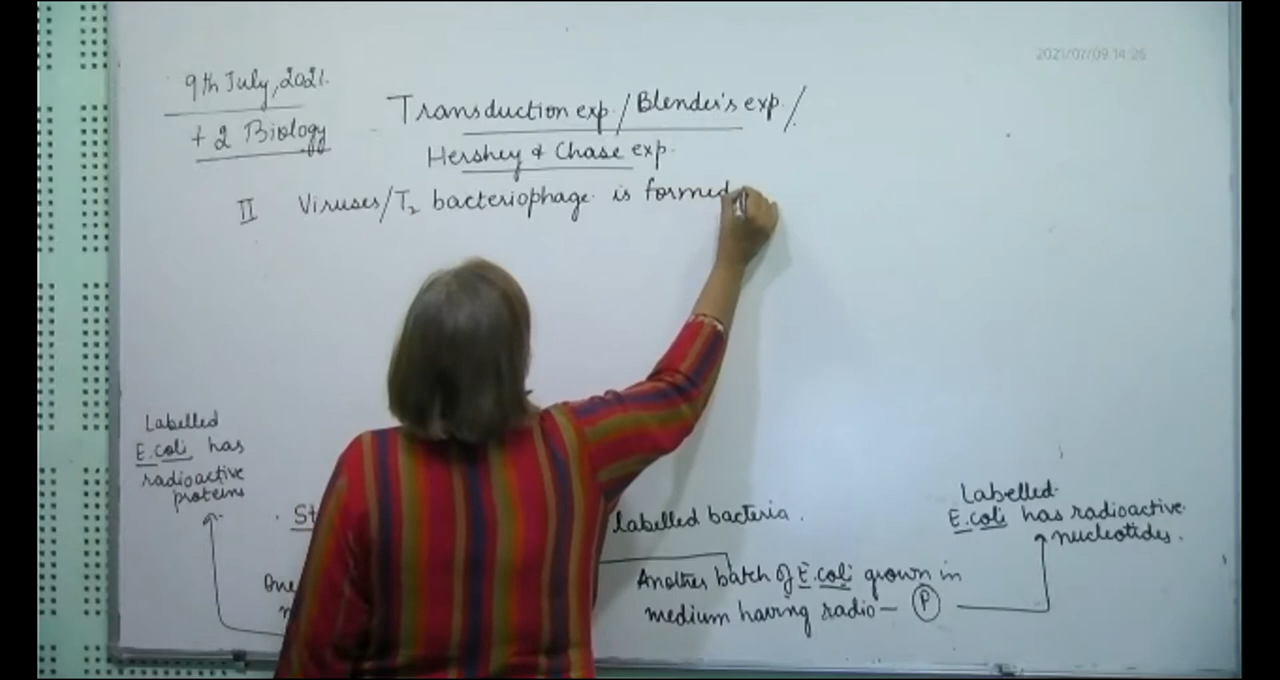 2021/07/09 14:26
9th July, 2021.
+2 Biology
Transduction exp./Blender's exp./
Hershey & Chase exp.
II Viruses/T2 bacteriophage is formed
Labelled
E.coli has
radioactive
proteins
labelled bacteria.
Another batch of E.coli grown in
medium having radio- P
Labelled
E.coli has radioactive
nucleotides.